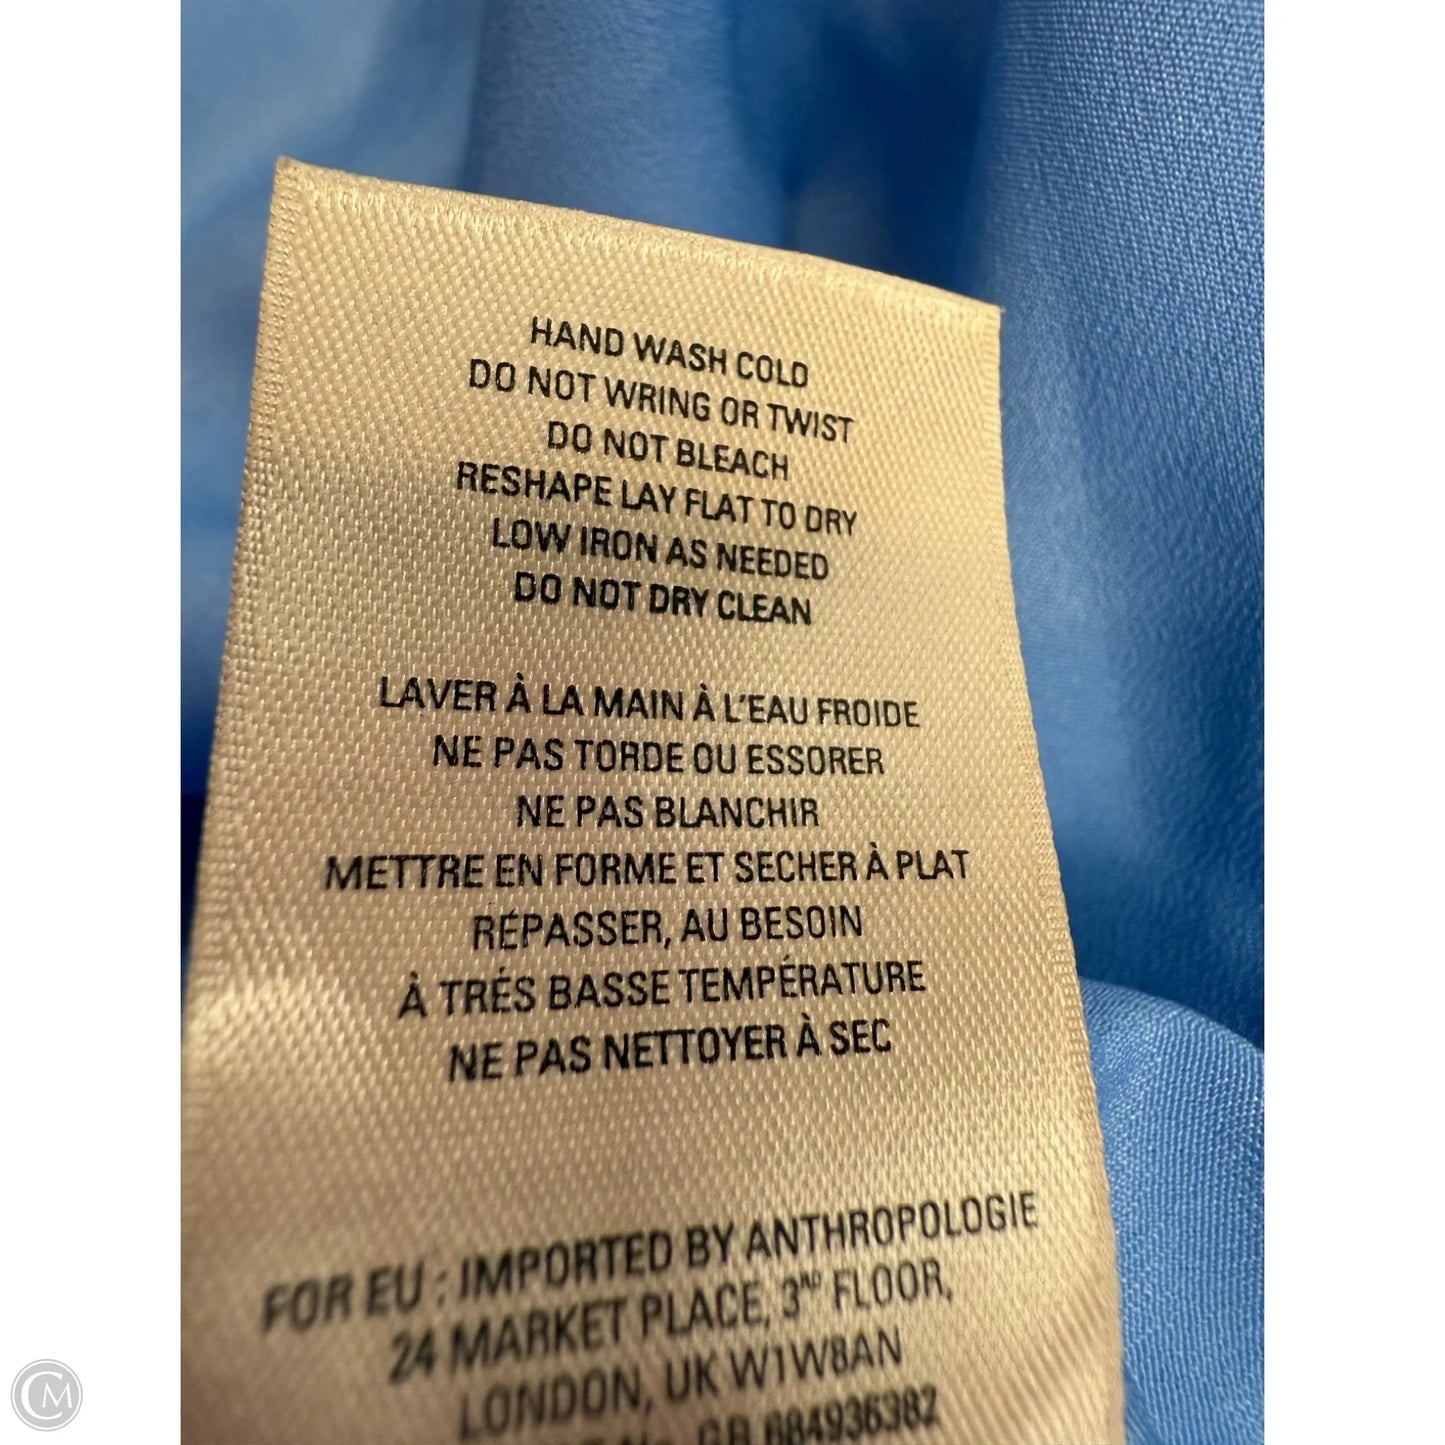 HAND WASH COLD
DO NOT WRING OR TWIST
DO NOT BLEACH
RESHAPE LAY FLAT TO DRY
LOW IRON AS NEEDED
DO NOT DRY CLEAN
LAVER À LA MAIN À L'EAU FROIDE
NE PAS TORDE OU ESSORER
NE PAS BLANCHIR
METTRE EN FORME ET SECHER À PLAT
RÉPASSER, AU BESOIN
À TRÉS BASSE TEMPÉRATURE
NE PAS NETTOYER À SEC
FOR EU : IMPORTED BY ANTHROPOLOGIE
24 MARKET PLACE, 3ᴿᴰ FLOOR,
LONDON, UK W1W8AN
GB 684936382
CM